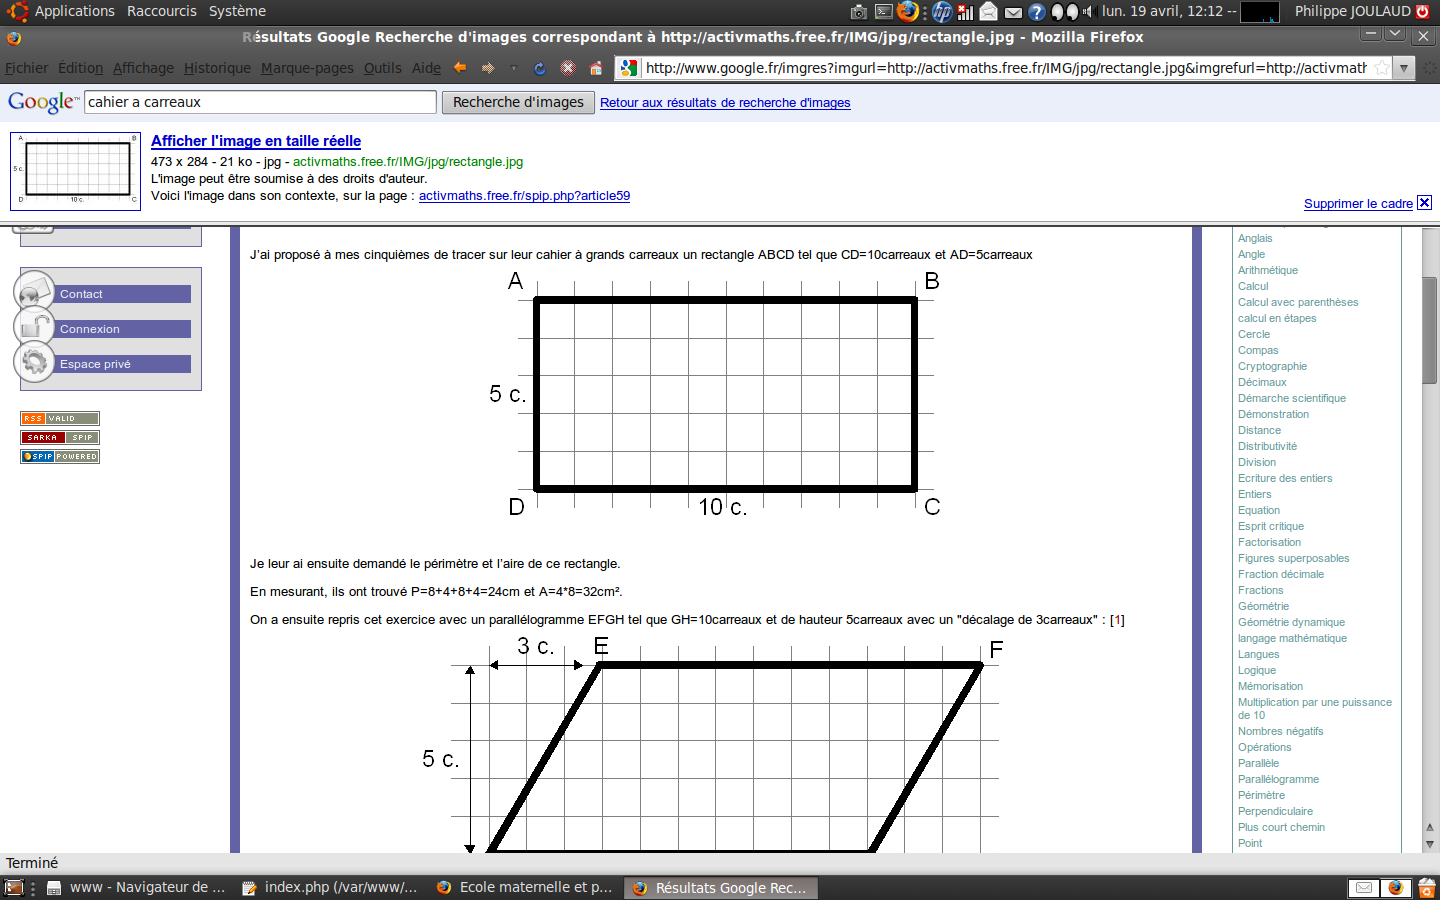 Applications Raccourcis Système
lun. 19 avril, 12:12 --
Philippe JOULAUD
Résultats Google Recherche d'images correspondant à http://activmaths.free.fr/IMG/jpg/rectangle.jpg - Mozilla Firefox
Fichier Édition Affichage Historique Marque-pages Outils Aide
http://www.google.fr/imgres?imgurl=http://activmaths.free.fr/IMG/jpg/rectangle.jpg&imgrefurl=http://activmath
Google™ cahier a carreaux Recherche d'images Retour aux résultats de recherche d'images
A B
5 c.
D 10 c. C
Afficher l'image en taille réelle
473 x 284 - 21 ko - jpg - activmaths.free.fr/IMG/jpg/rectangle.jpg
L'image peut être soumise à des droits d'auteur.
Voici l'image dans son contexte, sur la page : activmaths.free.fr/spip.php?article59
Supprimer le cadre
Contact
Connexion
Espace privé
RSS VALID
SARKA SPIP
SPIP POWERED
J'ai proposé à mes cinquièmes de tracer sur leur cahier à grands carreaux un rectangle ABCD tel que CD=10carreaux et AD=5carreaux
A B
5 c.
D 10 c. C
Je leur ai ensuite demandé le périmètre et l'aire de ce rectangle.
En mesurant, ils ont trouvé P=8+4+8+4=24cm et A=4*8=32cm².
On a ensuite repris cet exercice avec un parallélogramme EFGH tel que GH=10carreaux et de hauteur 5carreaux avec un "décalage de 3carreaux" : [1]
3 c. E F
5 c.
Anglais
Angle
Arithmétique
Calcul
Calcul avec parenthèses
calcul en étapes
Cercle
Compas
Cryptographie
Décimaux
Démarche scientifique
Démonstration
Distance
Distributivité
Division
Ecriture des entiers
Entiers
Equation
Esprit critique
Factorisation
Figures superposables
Fraction décimale
Fractions
Géométrie
Géométrie dynamique
langage mathématique
Langues
Logique
Mémorisation
Multiplication par une puissance
de 10
Nombres négatifs
Opérations
Parallèle
Parallélogramme
Périmètre
Perpendiculaire
Plus court chemin
Point
Terminé
www - Navigateur de ... index.php (/var/www/... Ecole maternelle et p... Résultats Google Rec...